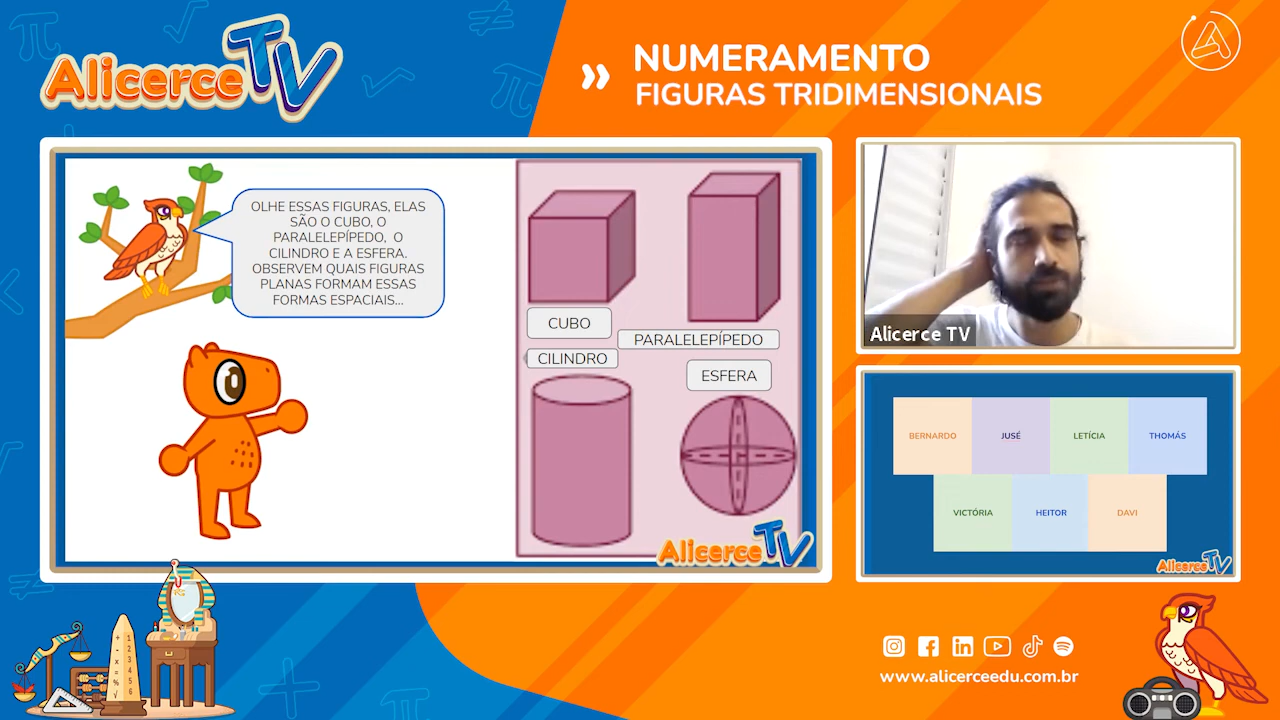 Alicerce TV
NUMERAMENTO
FIGURAS TRIDIMENSIONAIS
OLHE ESSAS FIGURAS, ELAS
SÃO O CUBO, O
PARALELEPÍPEDO, O
CILINDRO E A ESFERA.
OBSERVEM QUAIS FIGURAS
PLANAS FORMAM ESSAS
FORMAS ESPACIAIS...
CUBO
PARALELEPÍPEDO
CILINDRO
ESFERA
Alicerce TV
Alicerce TV
BERNARDO JUSÉ LETÍCIA THOMÁS
VICTÓRIA HEITOR DAVI
Alicerce TV
www.alicerceedu.com.br